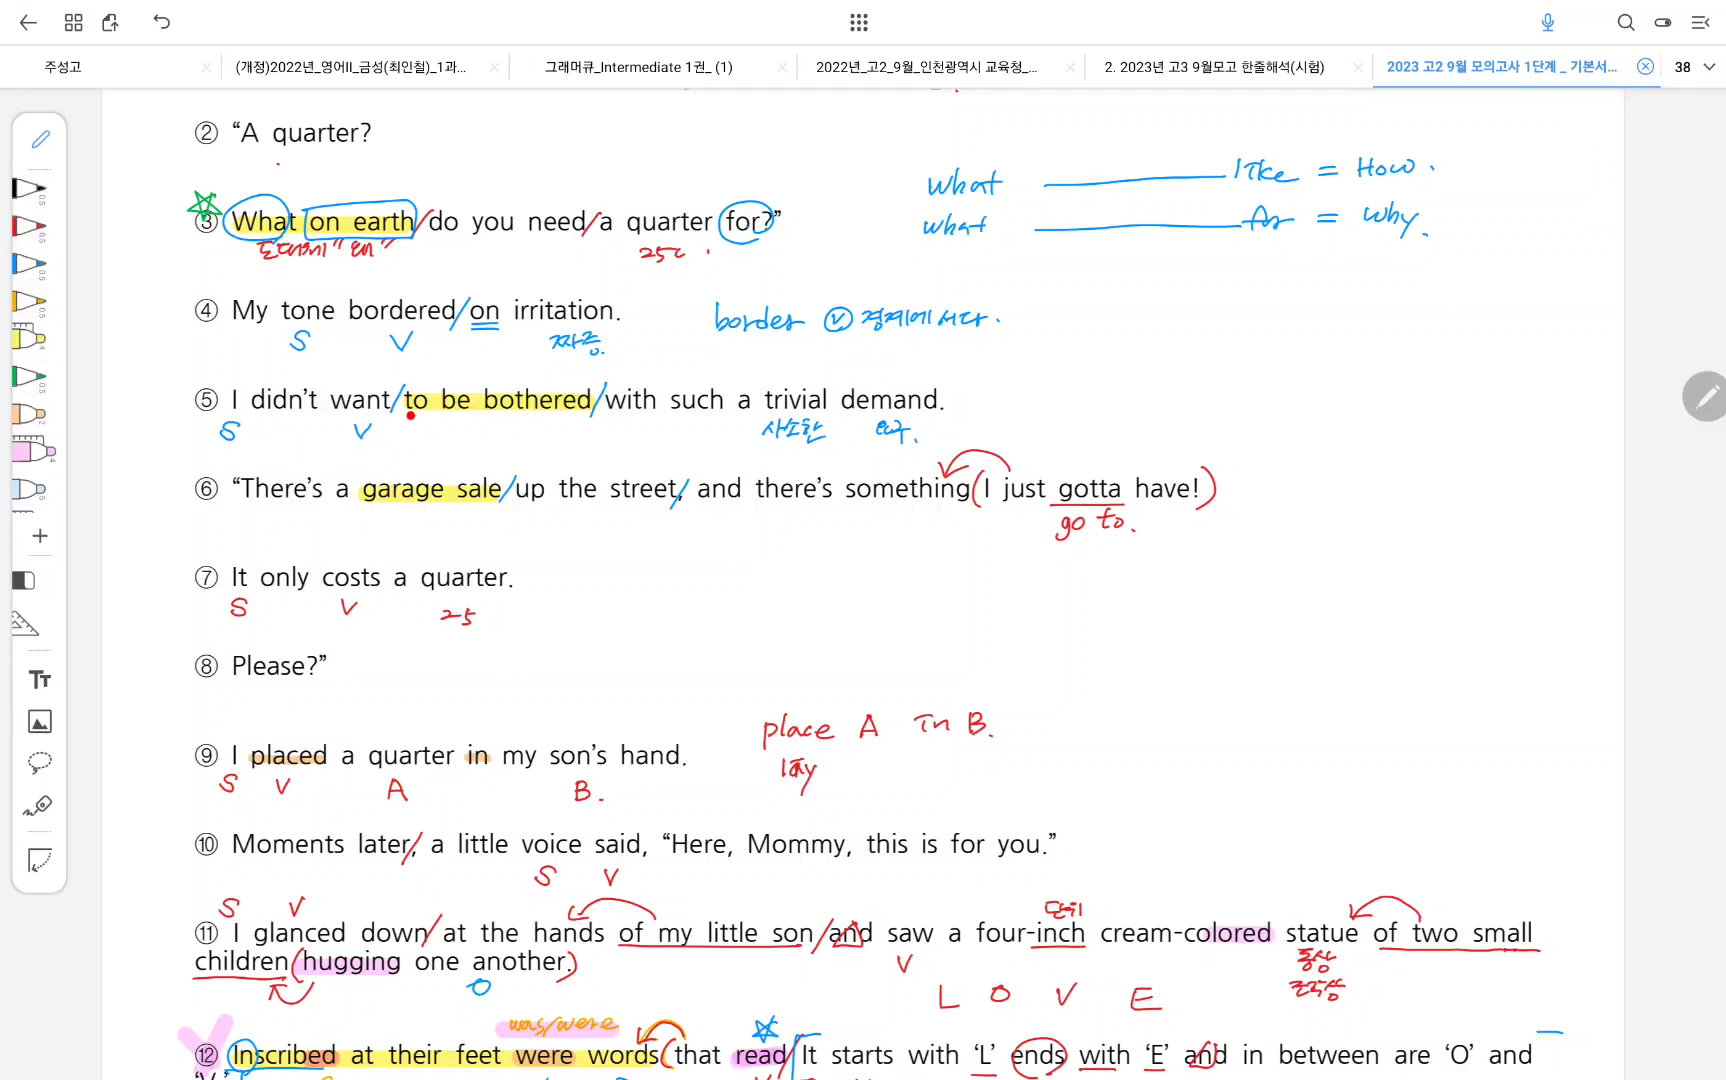 주성고
(개정)2022년_영어II_금성(최인철)_1과...
그래머큐_Intermediate 1권_ (1)
2022년_고2_9월_인천광역시 교육청_...
2. 2023년 고3 9월모고 한줄해석(시험)
2023 고2 9월 모의고사 1단계 _ 기본서...
38
② “A quarter?
what ____ like = How.
③ What on earth/do you need/a quarter for?”
what ____ for = why.
도대체 25c.
④ My tone bordered/on irritation.
border ⓥ 경계에 서다.
S V 짜증.
⑤ I didn’t want/to be bothered/with such a trivial demand.
S V 사소한 요구.
⑥ “There’s a garage sale/up the street,/and there’s something(I just gotta have!)
go to.
⑦ It only costs a quarter.
S V 25
⑧ Please?”
place A in B.
⑨ I placed a quarter in my son’s hand.
lay
S V A B.
⑩ Moments later,/a little voice said, “Here, Mommy, this is for you.”
S V
S V 단위
⑪ I glanced down/at the hands of my little son/and saw a four-inch cream-colored statue of two small
children(hugging one another.)
V 동상
O 조각상
L O V E
was/were
⑫ Inscribed at their feet were words(that read/It starts with ‘L’ ends with ‘E’ and in between are ‘O’ and
TT